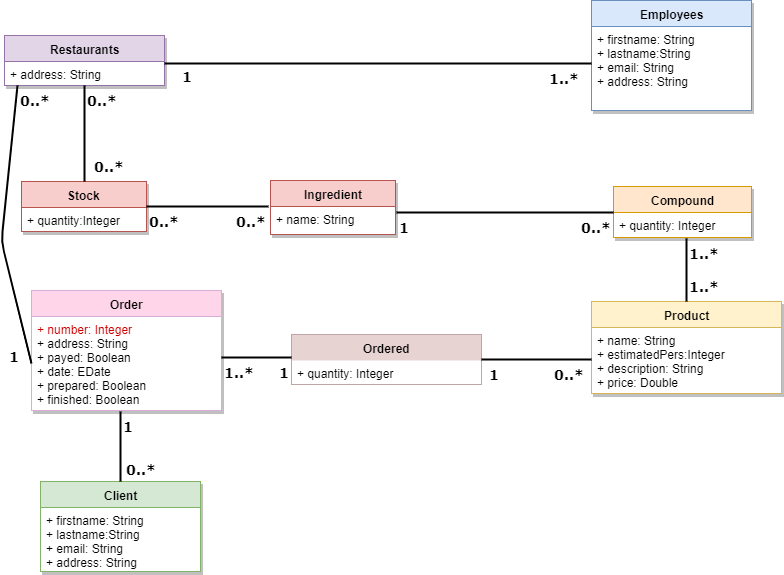 Employees
+ firstname: String
+ lastname:String
+ email: String
+ address: String
Restaurants
+ address: String
1
1..*
0..*
0..*
0..*
Stock
+ quantity:Integer
0..*
0..*
Ingredient
+ name: String
1
0..*
Compound
+ quantity: Integer
1..*
1..*
Order
+ number: Integer
+ address: String
+ payed: Boolean
+ date: EDate
+ prepared: Boolean
+ finished: Boolean
1
1..*
1
Ordered
+ quantity: Integer
1
0..*
Product
+ name: String
+ estimatedPers:Integer
+ description: String
+ price: Double
1
0..*
Client
+ firstname: String
+ lastname:String
+ email: String
+ address: String